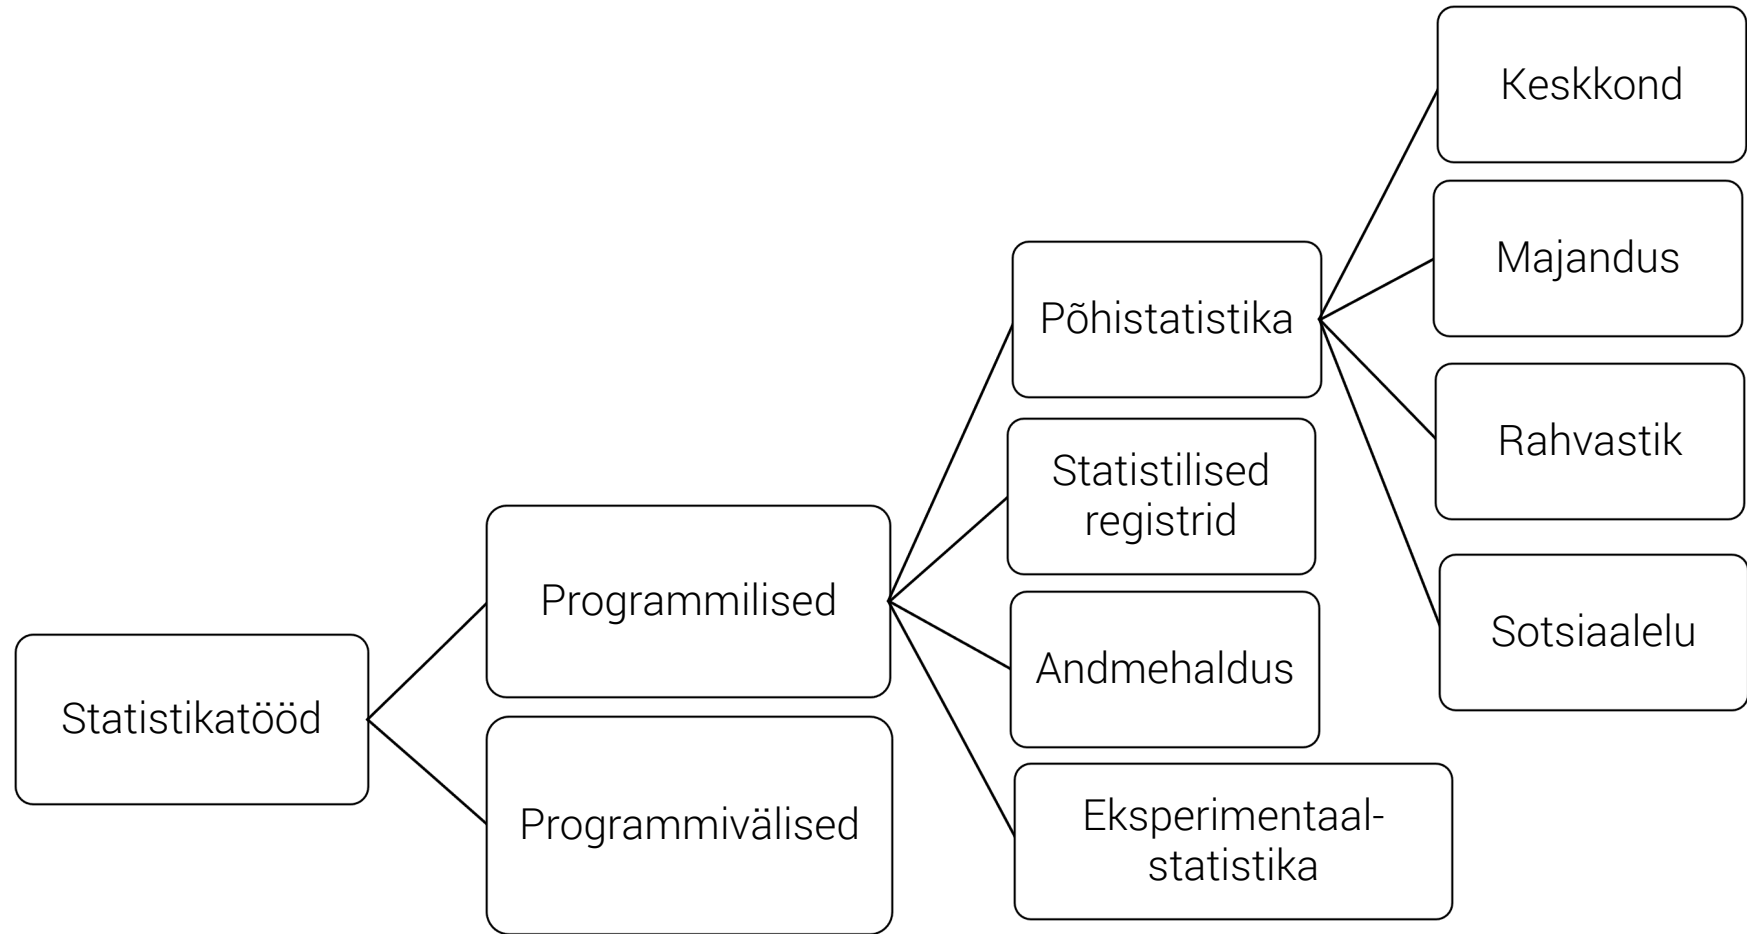 Statistikatööd
Programmilised
Programmivälised
Põhistatistika
Statistilised
registrid
Andmehaldus
Eksperimentaal-
statistika
Keskkond
Majandus
Rahvastik
Sotsiaalelu